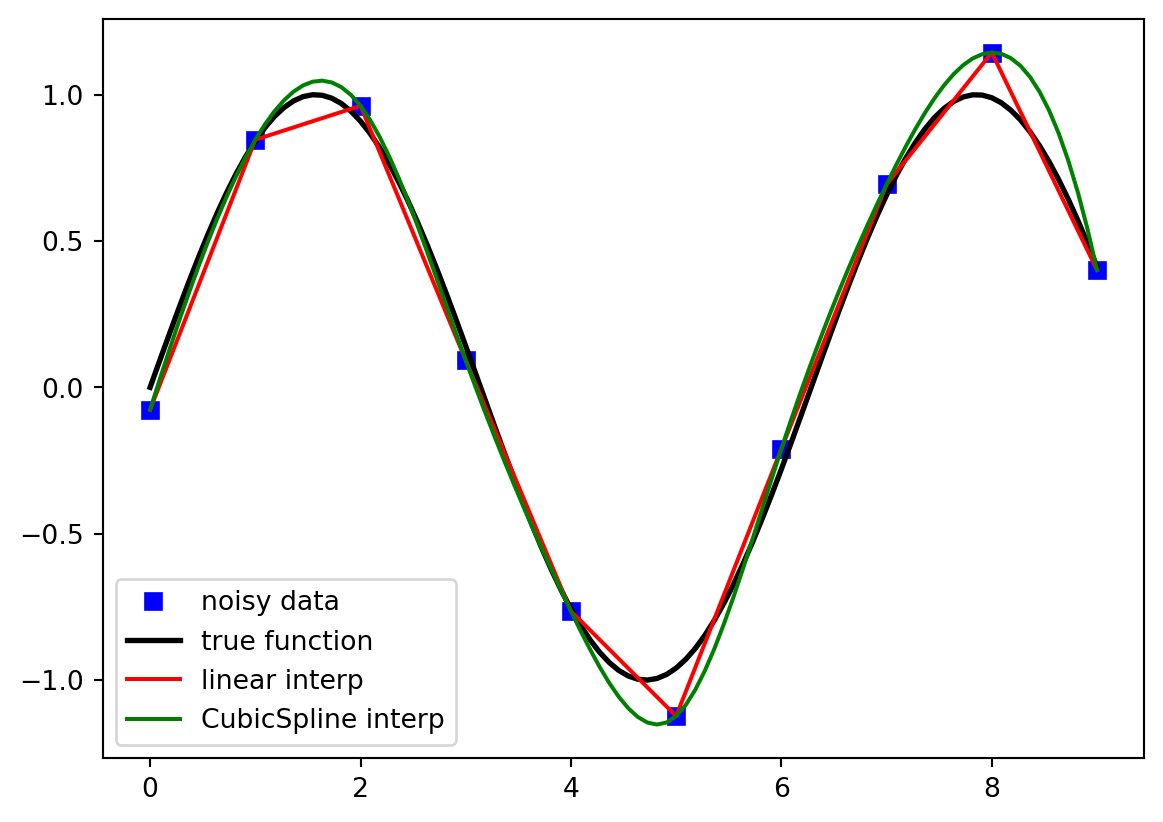 1.0
0.5
0.0
−0.5
−1.0
noisy data
true function
linear interp
CubicSpline interp
0 2 4 6 8